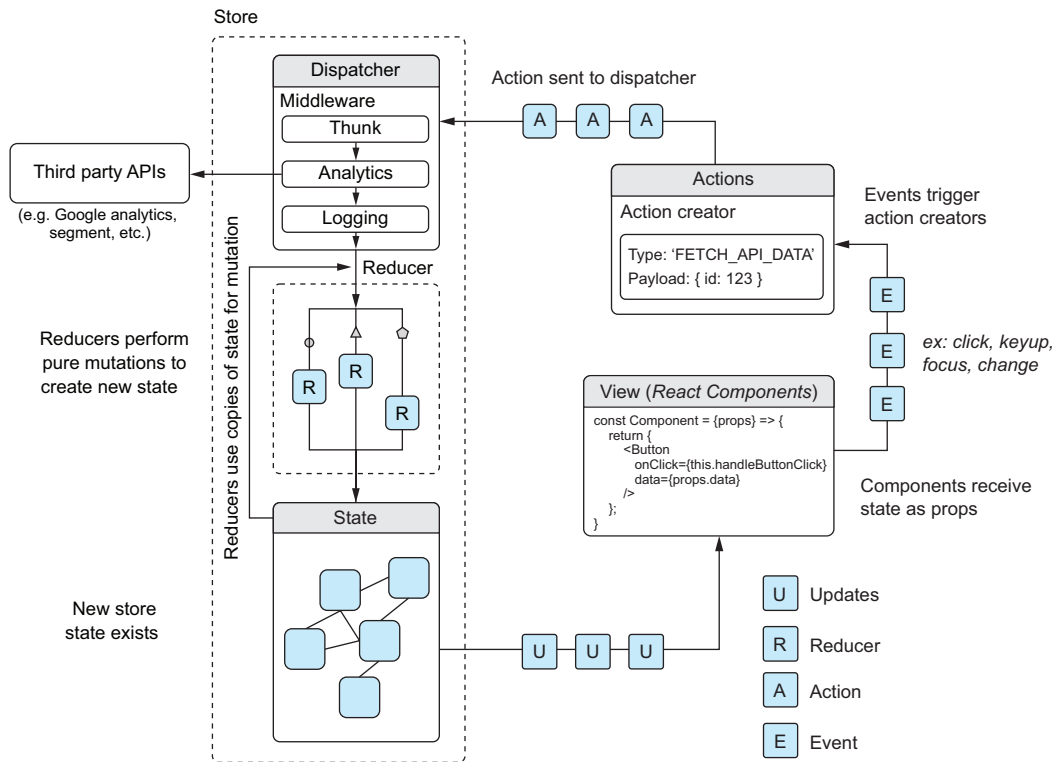 Store
Dispatcher
Middleware
Thunk
Analytics
Logging
Third party APIs
(e.g. Google analytics,
segment, etc.)
Action sent to dispatcher
A A A
Actions
Action creator
Type: ‘FETCH_API_DATA’
Payload: { id: 123 }
Events trigger
action creators
E
E
E
ex: click, keyup,
focus, change
Reducers use copies of state for mutation
Reducer
R
R
R
Reducers perform
pure mutations to
create new state
View (React Components)
const Component = {props} => {
return {
<Button
onClick={this.handleButtonClick}
data={props.data}
/>
};
}
Components receive
state as props
State
New store
state exists
U U U
U Updates
R Reducer
A Action
E Event